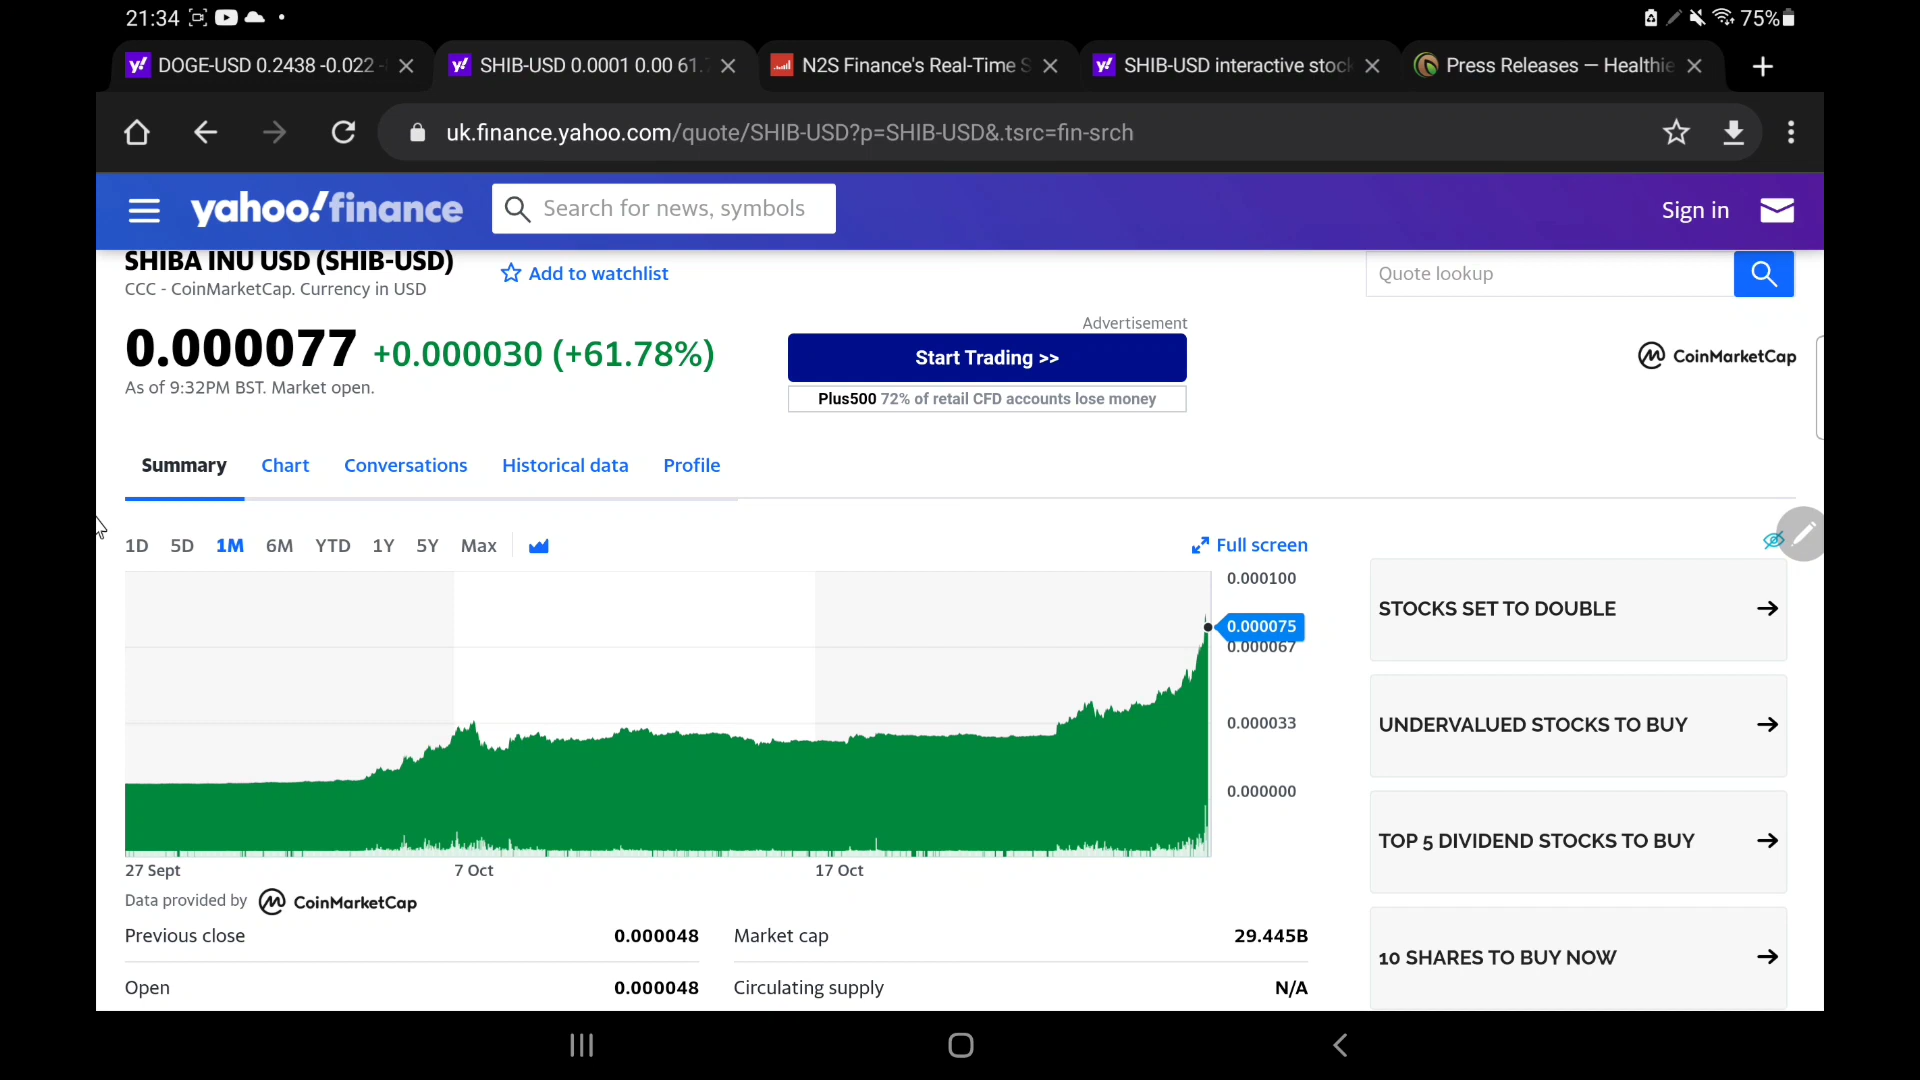 21:34
75%
DOGE-USD 0.2438 -0.022 -
SHIB-USD 0.0001 0.00 61.
N2S Finance's Real-Time S
SHIB-USD interactive stock
Press Releases — Healthie
uk.finance.yahoo.com/quote/SHIB-USD?p=SHIB-USD&.tsrc=fin-srch
yahoo!finance
Search for news, symbols
Sign in
SHIBA INU USD (SHIB-USD)
Add to watchlist
Quote lookup
CCC - CoinMarketCap. Currency in USD
0.000077 +0.000030 (+61.78%)
As of 9:32PM BST. Market open.
Advertisement
Start Trading >>
Plus500 72% of retail CFD accounts lose money
CoinMarketCap
Summary
Chart
Conversations
Historical data
Profile
1D 5D 1M 6M YTD 1Y 5Y Max
Full screen
0.000100
0.000075
0.000067
0.000033
0.000000
27 Sept
7 Oct
17 Oct
Data provided by CoinMarketCap
Previous close 0.000048
Market cap 29.445B
Open 0.000048
Circulating supply N/A
STOCKS SET TO DOUBLE
UNDERVALUED STOCKS TO BUY
TOP 5 DIVIDEND STOCKS TO BUY
10 SHARES TO BUY NOW